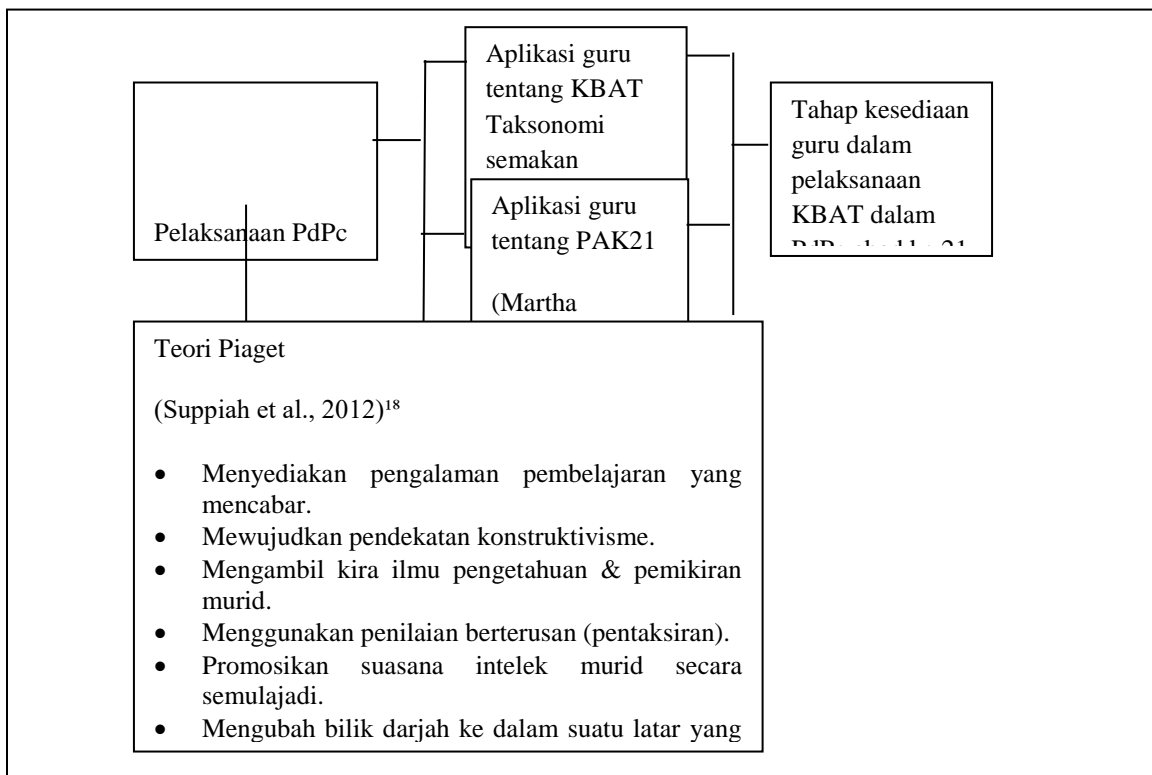 Pelaksanaan PdPc
Aplikasi guru
tentang KBAT
Taksonomi
semakan
Aplikasi guru
tentang PAK21
(Martha
Tahap kesediaan
guru dalam
pelaksanaan
KBAT dalam
Teori Piaget
(Suppiah et al., 2012)¹⁸
• Menyediakan pengalaman pembelajaran yang
mencabar.
• Mewujudkan pendekatan konstruktivisme.
• Mengambil kira ilmu pengetahuan & pemikiran
murid.
• Menggunakan penilaian berterusan (pentaksiran).
• Promosikan suasana intelek murid secara
semulajadi.
• Mengubah bilik darjah ke dalam suatu latar yang